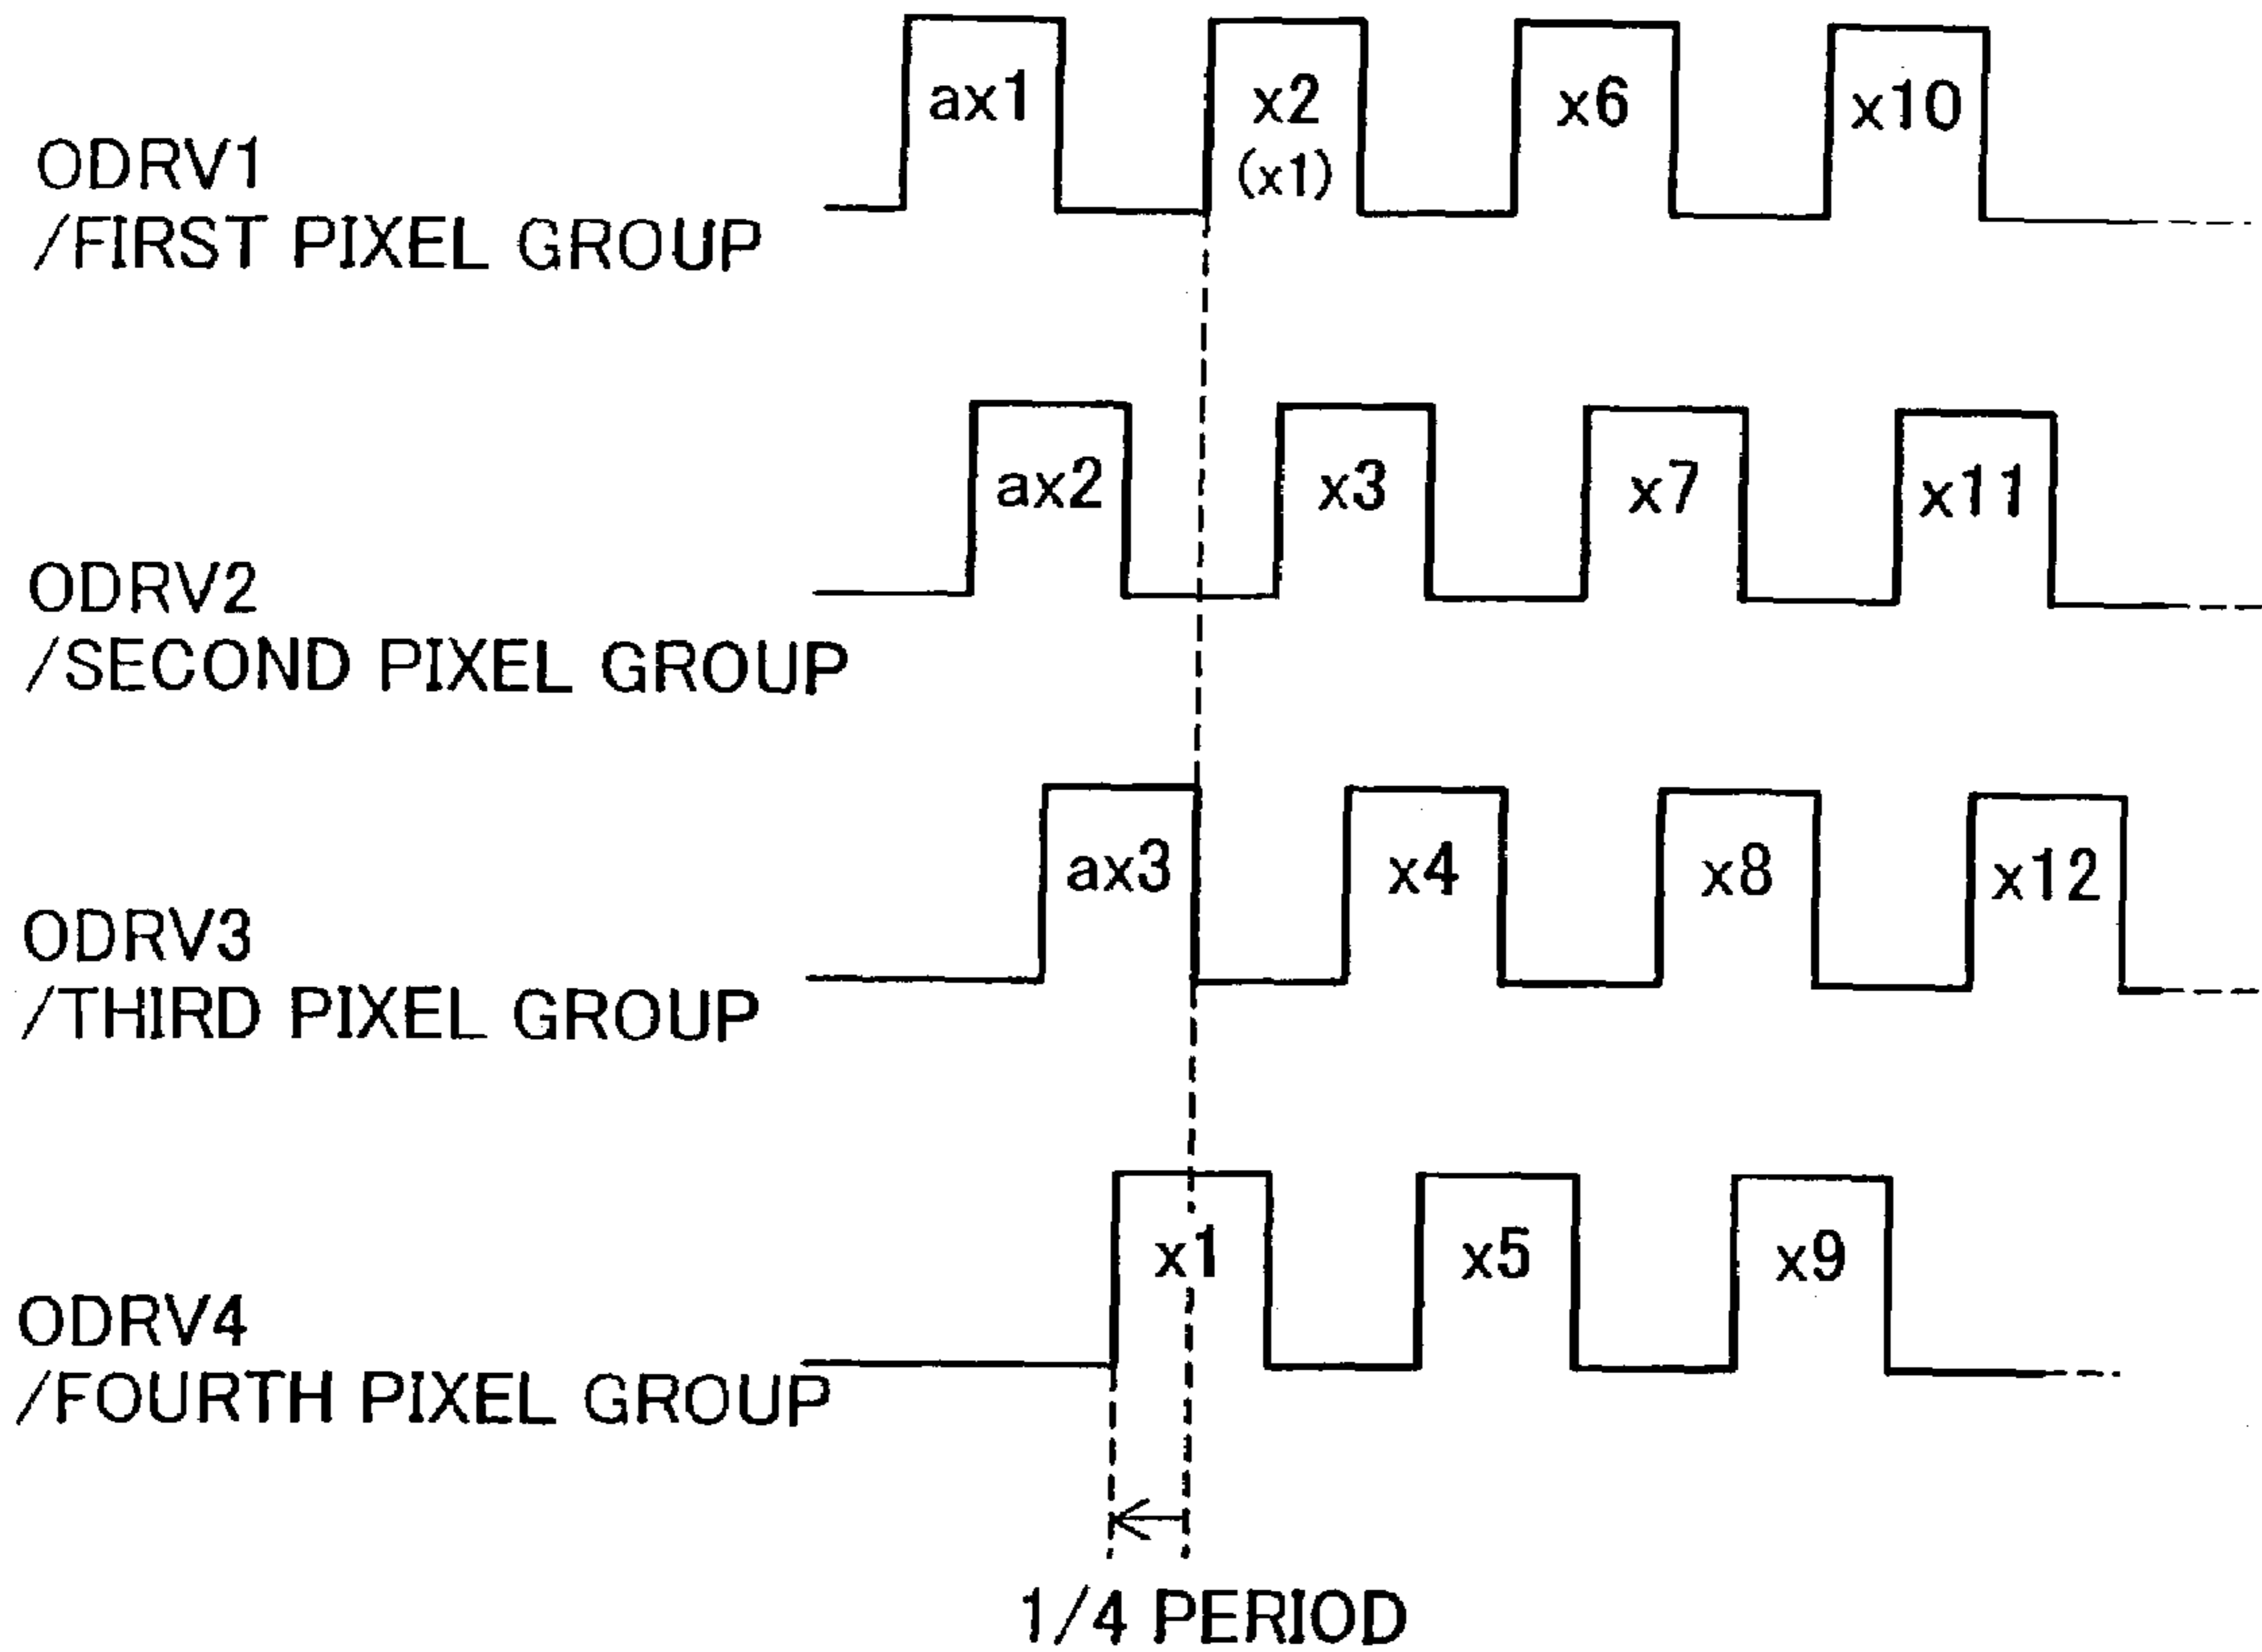 ax1 x2 x6 x10
(x1)
ODRV1
/FIRST PIXEL GROUP
ax2 x3 x7 x11
ODRV2
/SECOND PIXEL GROUP
ax3 x4 x8 x12
ODRV3
/THIRD PIXEL GROUP
x1 x5 x9
ODRV4
/FOURTH PIXEL GROUP
1/4 PERIOD